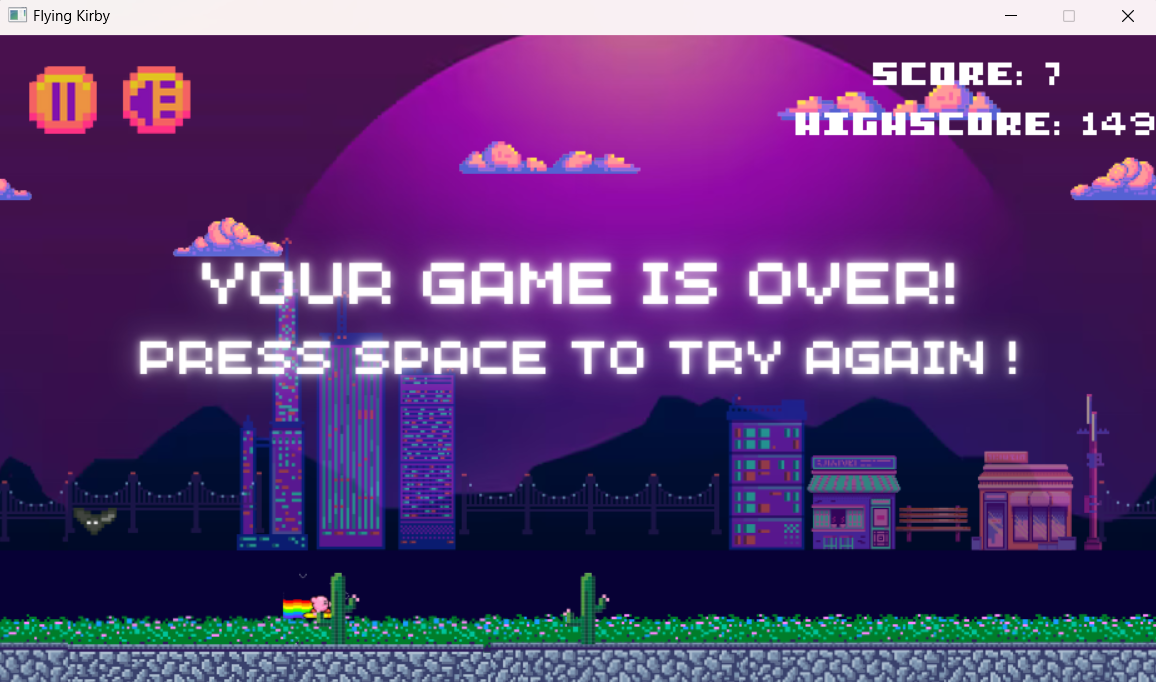 Flying Kirby
SCORE: 7
HIGHSCORE: 149
YOUR GAME IS OVER!
PRESS SPACE TO TRY AGAIN !